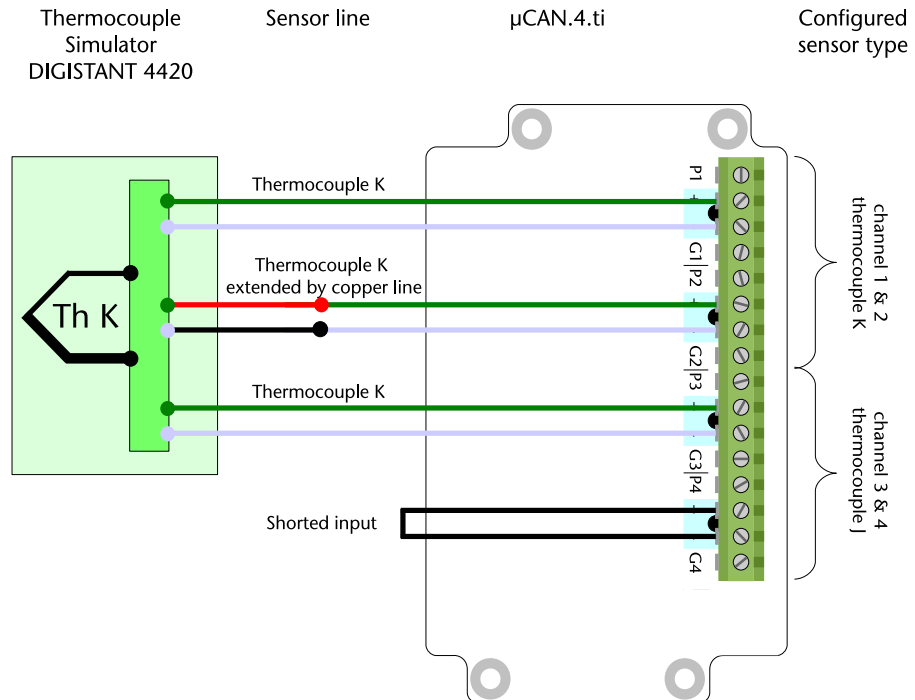 Thermocouple
Simulator
DIGISTANT 4420
Sensor line
µCAN.4.ti
Configured
sensor type
Thermocouple K
Thermocouple K
extended by copper line
Thermocouple K
Shorted input
Th K
P1
+
-
G1|P2
+
-
G2|P3
+
-
G3|P4
+
-
G4
channel 1 & 2
thermocouple K
channel 3 & 4
thermocouple J